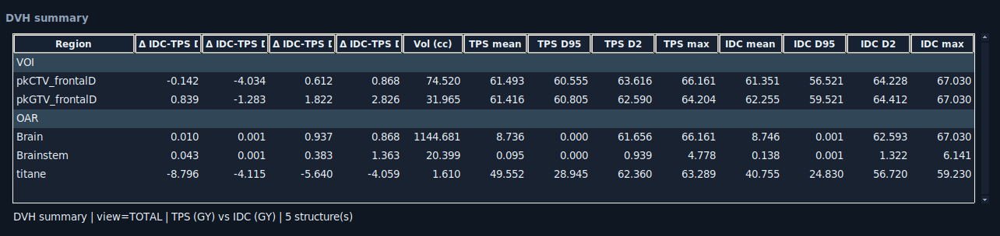 DVH summary
Region Δ IDC-TPS D Δ IDC-TPS D Δ IDC-TPS D Δ IDC-TPS D Vol (cc) TPS mean TPS D95 TPS D2 TPS max IDC mean IDC D95 IDC D2 IDC max
VOI
pkCTV_frontalD -0.142 -4.034 0.612 0.868 74.520 61.493 60.555 63.616 66.161 61.351 56.521 64.228 67.030
pkGTV_frontalD 0.839 -1.283 1.822 2.826 31.965 61.416 60.805 62.590 64.204 62.255 59.521 64.412 67.030
OAR
Brain 0.010 0.001 0.937 0.868 1144.681 8.736 0.000 61.656 66.161 8.746 0.001 62.593 67.030
Brainstem 0.043 0.001 0.383 1.363 20.399 0.095 0.000 0.939 4.778 0.138 0.001 1.322 6.141
titane -8.796 -4.115 -5.640 -4.059 1.610 49.552 28.945 62.360 63.289 40.755 24.830 56.720 59.230
DVH summary | view=TOTAL | TPS (GY) vs IDC (GY) | 5 structure(s)